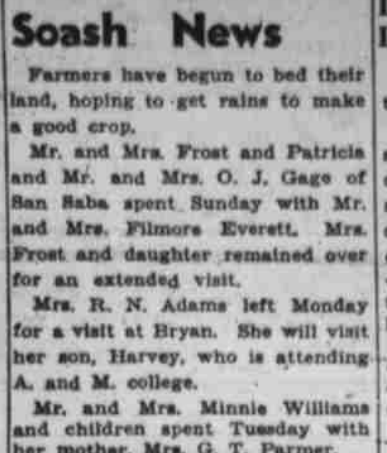 Soash News
Farmers have begun to bed their
land, hoping to get rains to make
a good crop.
Mr. and Mrs. Frost and Patricia
and Mr. and Mrs. O. J. Gage of
San Saba spent Sunday with Mr.
and Mrs. Filmore Everett. Mrs.
Frost and daughter remained over
for an extended visit.
Mrs. R. N. Adams left Monday
for a visit at Bryan. She will visit
her son, Harvey, who is attending
A. and M. college.
Mr. and Mrs. Minnie Williams
and children spent Tuesday with
her mother, Mrs. G. T. Parmer.